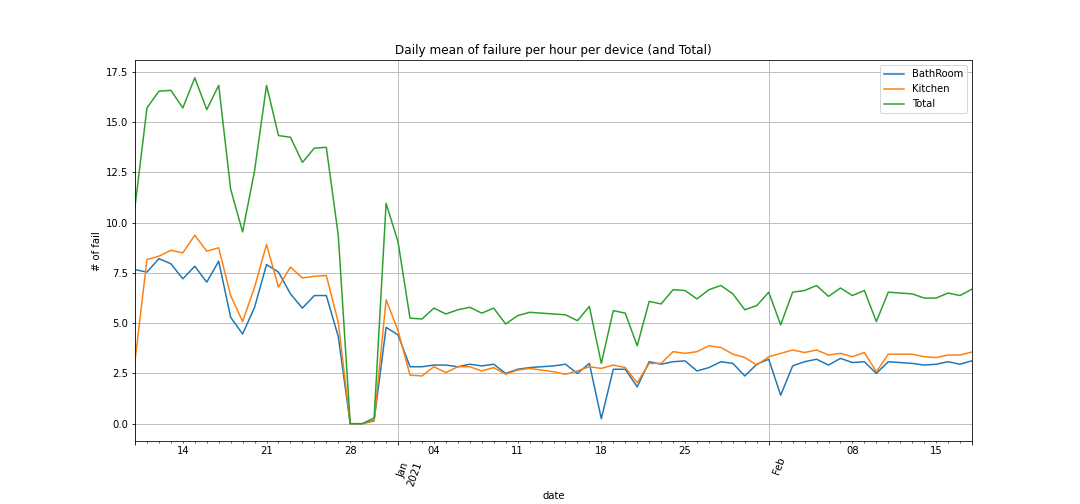 Daily mean of failure per hour per device (and Total)
BathRoom
Kitchen
Total
17.5
15.0
12.5
10.0
7.5
5.0
2.5
0.0
# of fail
14
21
28
Jan
2021
04
11
18
25
Feb
08
15
date